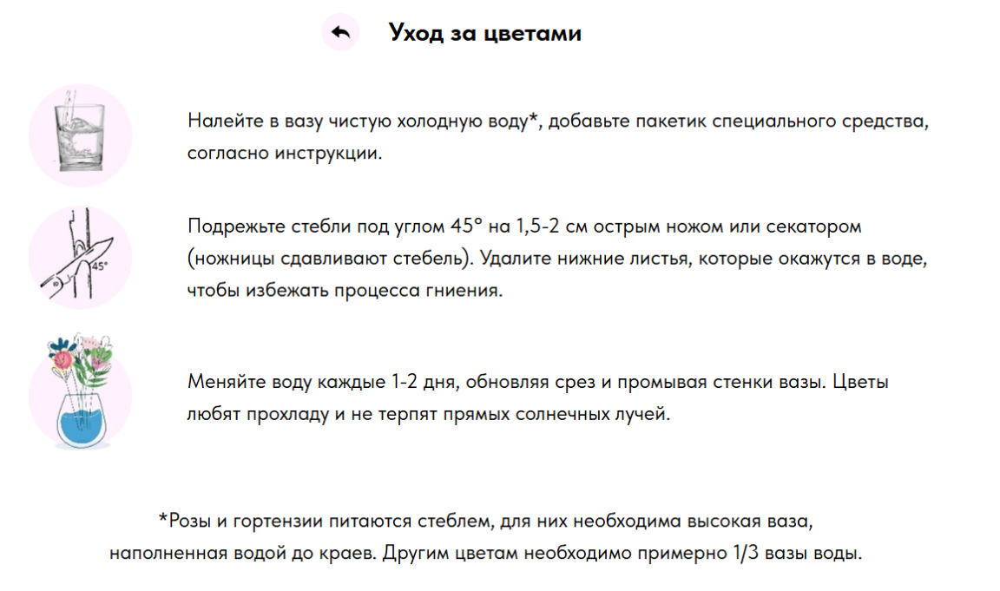 Уход за цветами
Налейте в вазу чистую холодную воду*, добавьте пакетик специального средства,
согласно инструкции.
Подрежьте стебли под углом 45° на 1,5-2 см острым ножом или секатором
45°
(ножницы сдавливают стебель). Удалите нижние листья, которые окажутся в воде,
чтобы избежать процесса гниения.
Меняйте воду каждые 1-2 дня, обновляя срез и промывая стенки вазы. Цветы
любят прохладу и не терпят прямых солнечных лучей.
*Розы и гортензии питаются стеблем, для них необходима высокая ваза,
наполненная водой до краев. Другим цветам необходимо примерно 1/3 вазы воды.